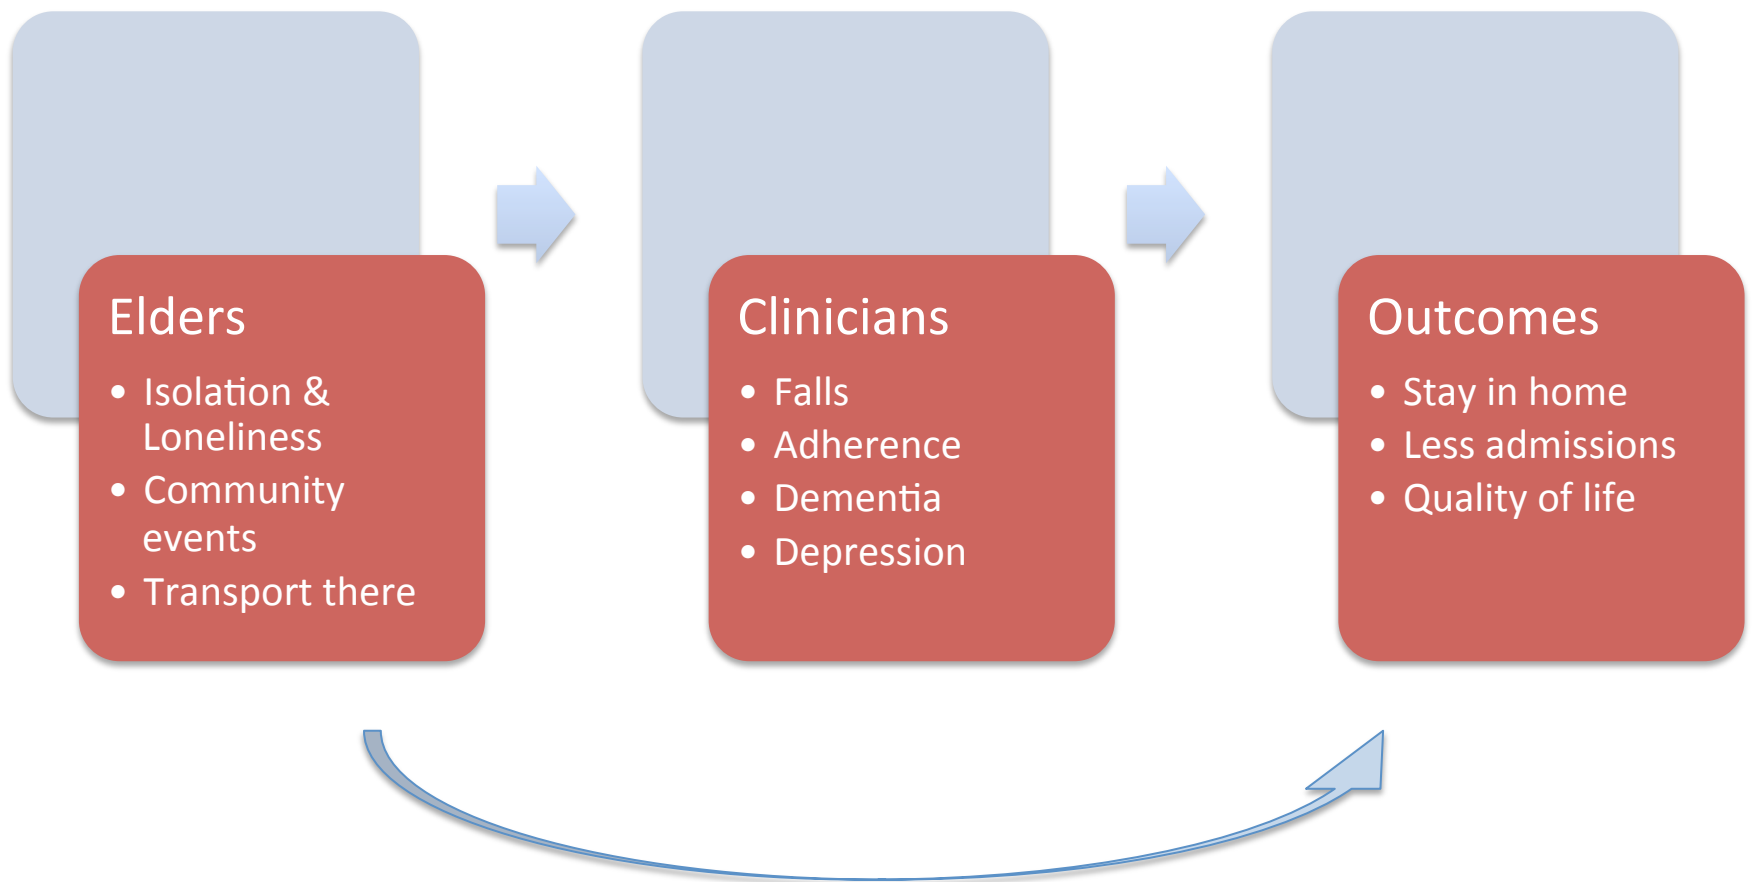 Elders
• Isolation &
Loneliness
• Community
events
• Transport there
Clinicians
• Falls
• Adherence
• Dementia
• Depression
Outcomes
• Stay in home
• Less admissions
• Quality of life